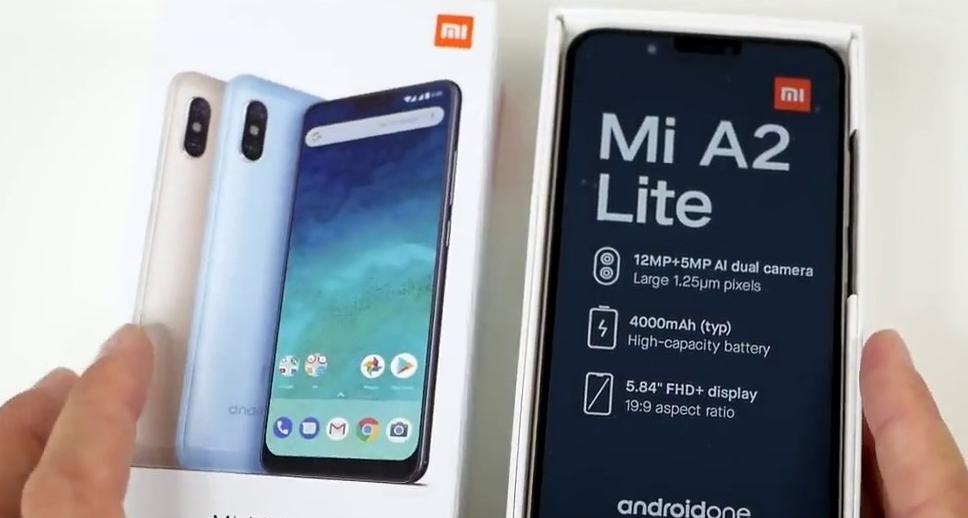 mi
mi
Mi A2
Lite
12MP+5MP AI dual camera
Large 1.25μm pixels
4000mAh (typ)
High-capacity battery
5.84" FHD+ display
19:9 aspect ratio
androidone